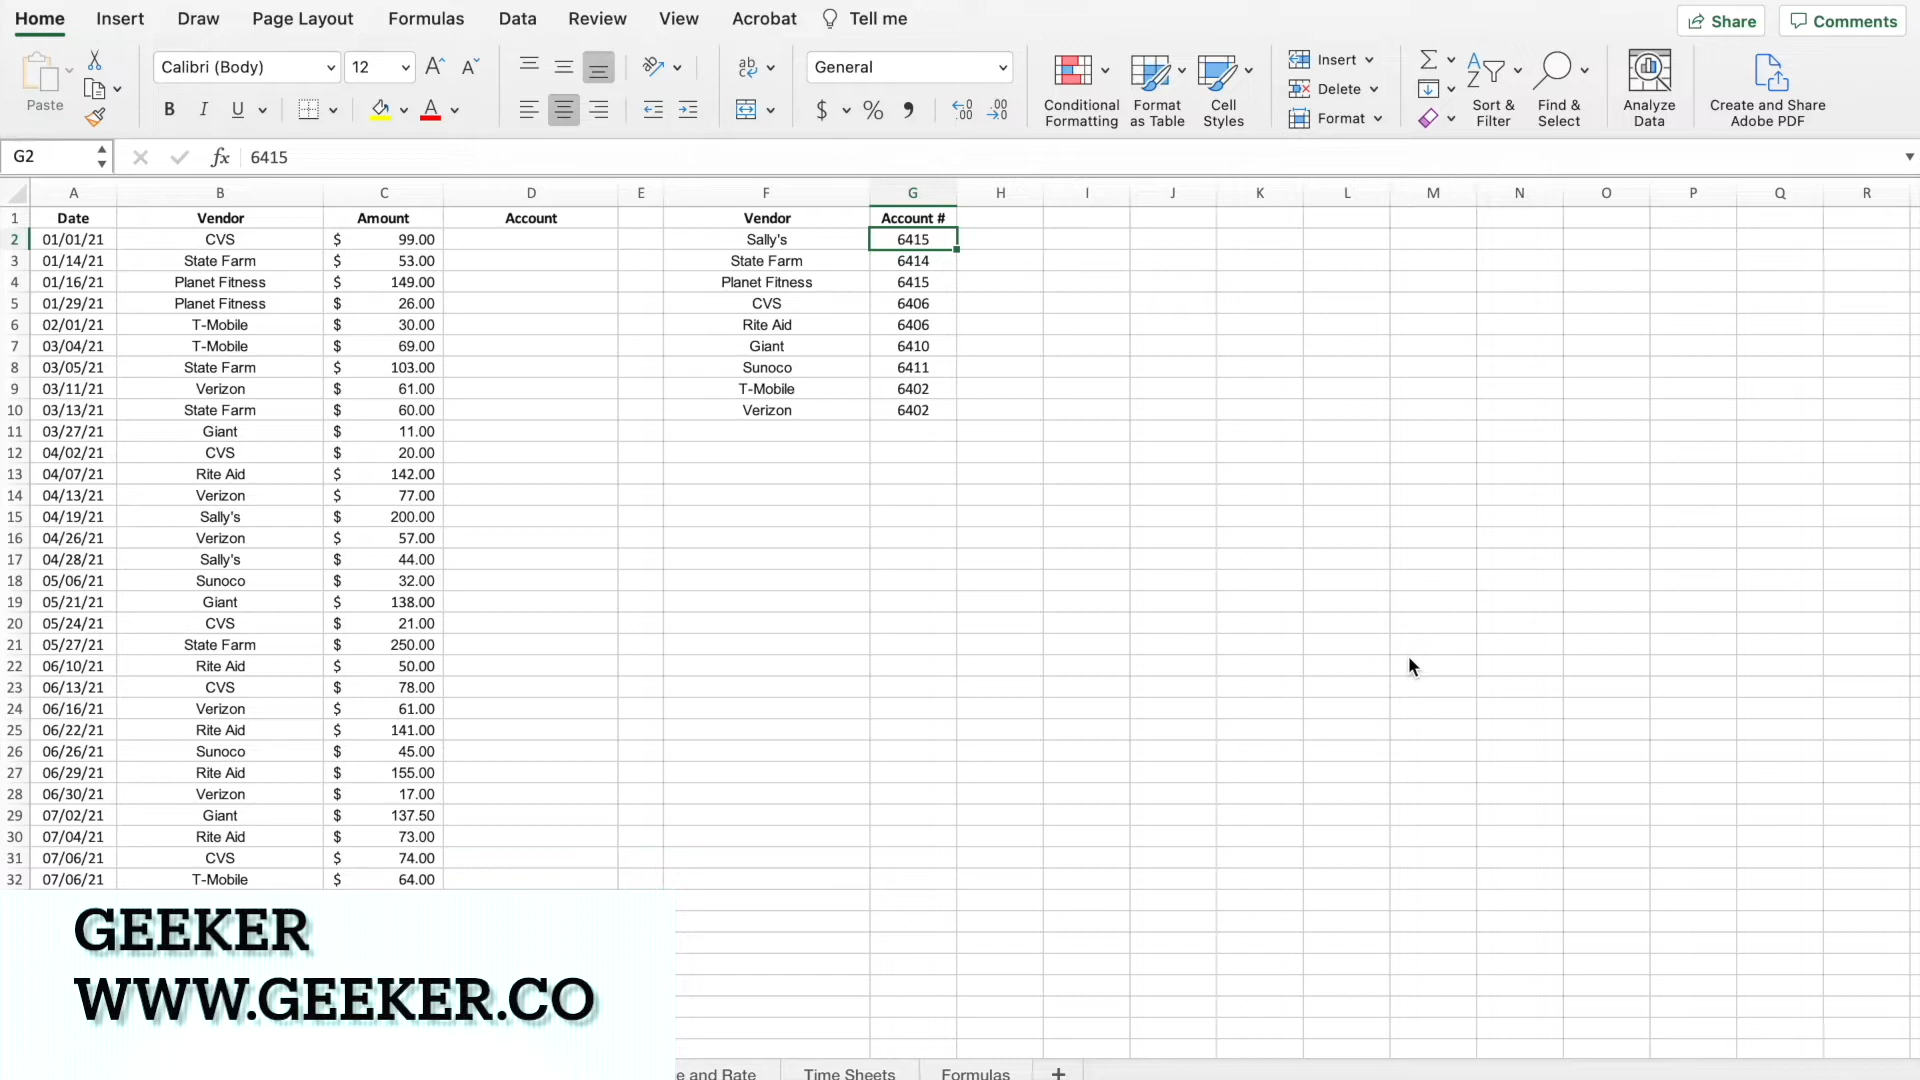 Home Insert Draw Page Layout Formulas Data Review View Acrobat Tell me Share Comments
Calibri (Body) 12 A A ab General Insert Σ A Z
Paste Delete
B I U A $ % Conditional Formatting Format as Table Cell Styles Format Sort & Filter Find & Select Analyze Data Create and Share Adobe PDF
G2 fx 6415
A B C D E F G H I J K L M N O P Q R
1 Date Vendor Amount Account Vendor Account #
2 01/01/21 CVS $ 99.00 Sally's 6415
3 01/14/21 State Farm $ 53.00 State Farm 6414
4 01/16/21 Planet Fitness $ 149.00 Planet Fitness 6415
5 01/29/21 Planet Fitness $ 26.00 CVS 6406
6 02/01/21 T-Mobile $ 30.00 Rite Aid 6406
7 03/04/21 T-Mobile $ 69.00 Giant 6410
8 03/05/21 State Farm $ 103.00 Sunoco 6411
9 03/11/21 Verizon $ 61.00 T-Mobile 6402
10 03/13/21 State Farm $ 60.00 Verizon 6402
11 03/27/21 Giant $ 11.00
12 04/02/21 CVS $ 20.00
13 04/07/21 Rite Aid $ 142.00
14 04/13/21 Verizon $ 77.00
15 04/19/21 Sally's $ 200.00
16 04/26/21 Verizon $ 57.00
17 04/28/21 Sally's $ 44.00
18 05/06/21 Sunoco $ 32.00
19 05/21/21 Giant $ 138.00
20 05/24/21 CVS $ 21.00
21 05/27/21 State Farm $ 250.00
22 06/10/21 Rite Aid $ 50.00
23 06/13/21 CVS $ 78.00
24 06/16/21 Verizon $ 61.00
25 06/22/21 Rite Aid $ 141.00
26 06/26/21 Sunoco $ 45.00
27 06/29/21 Rite Aid $ 155.00
28 06/30/21 Verizon $ 17.00
29 07/02/21 Giant $ 137.50
30 07/04/21 Rite Aid $ 73.00
31 07/06/21 CVS $ 74.00
32 07/06/21 T-Mobile $ 64.00
GEEKER
WWW.GEEKER.CO
e and Rate Time Sheets Formulas +